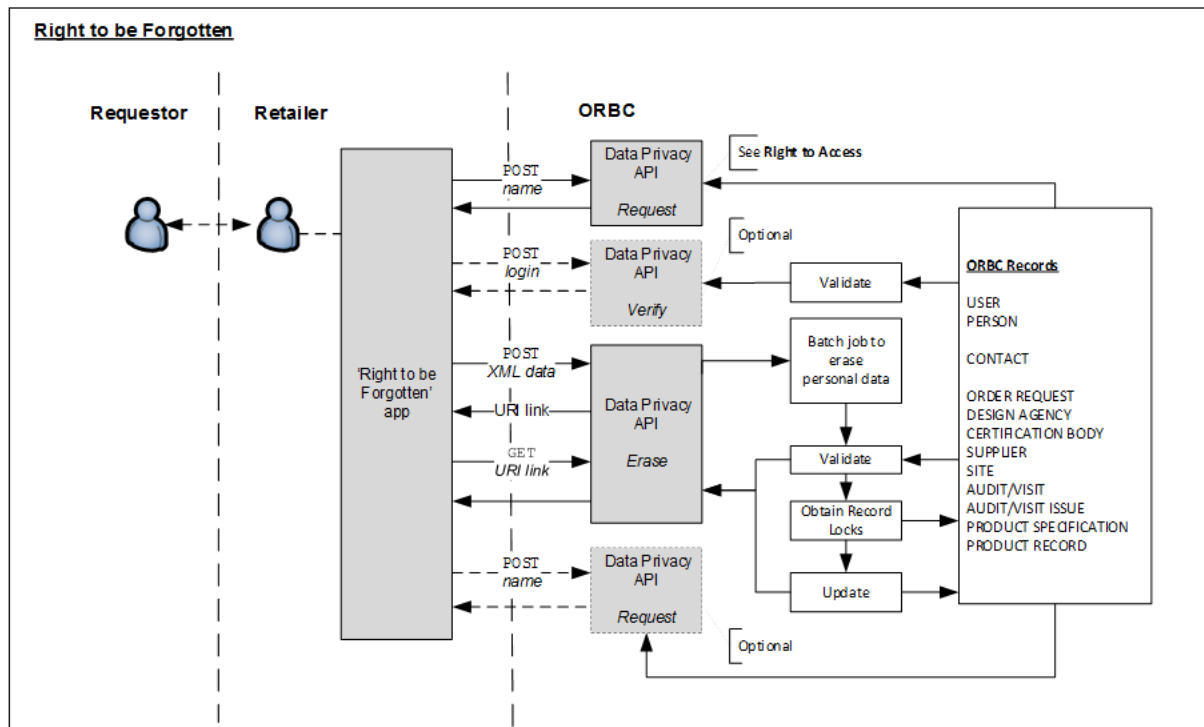 Right to be Forgotten
Requestor
Retailer
ORBC
'Right to be
Forgotten'
app
POST
name
Data Privacy
API
Request
See Right to Access
POST
login
Data Privacy
API
Verify
Optional
Validate
POST
XML data
URI link
GET
URI link
Data Privacy
API
Erase
Batch job to
erase
personal data
Validate
Obtain Record
Locks
Update
POST
name
Data Privacy
API
Request
Optional
ORBC Records
USER
PERSON
CONTACT
ORDER REQUEST
DESIGN AGENCY
CERTIFICATION BODY
SUPPLIER
SITE
AUDIT/VISIT
AUDIT/VISIT ISSUE
PRODUCT SPECIFICATION
PRODUCT RECORD